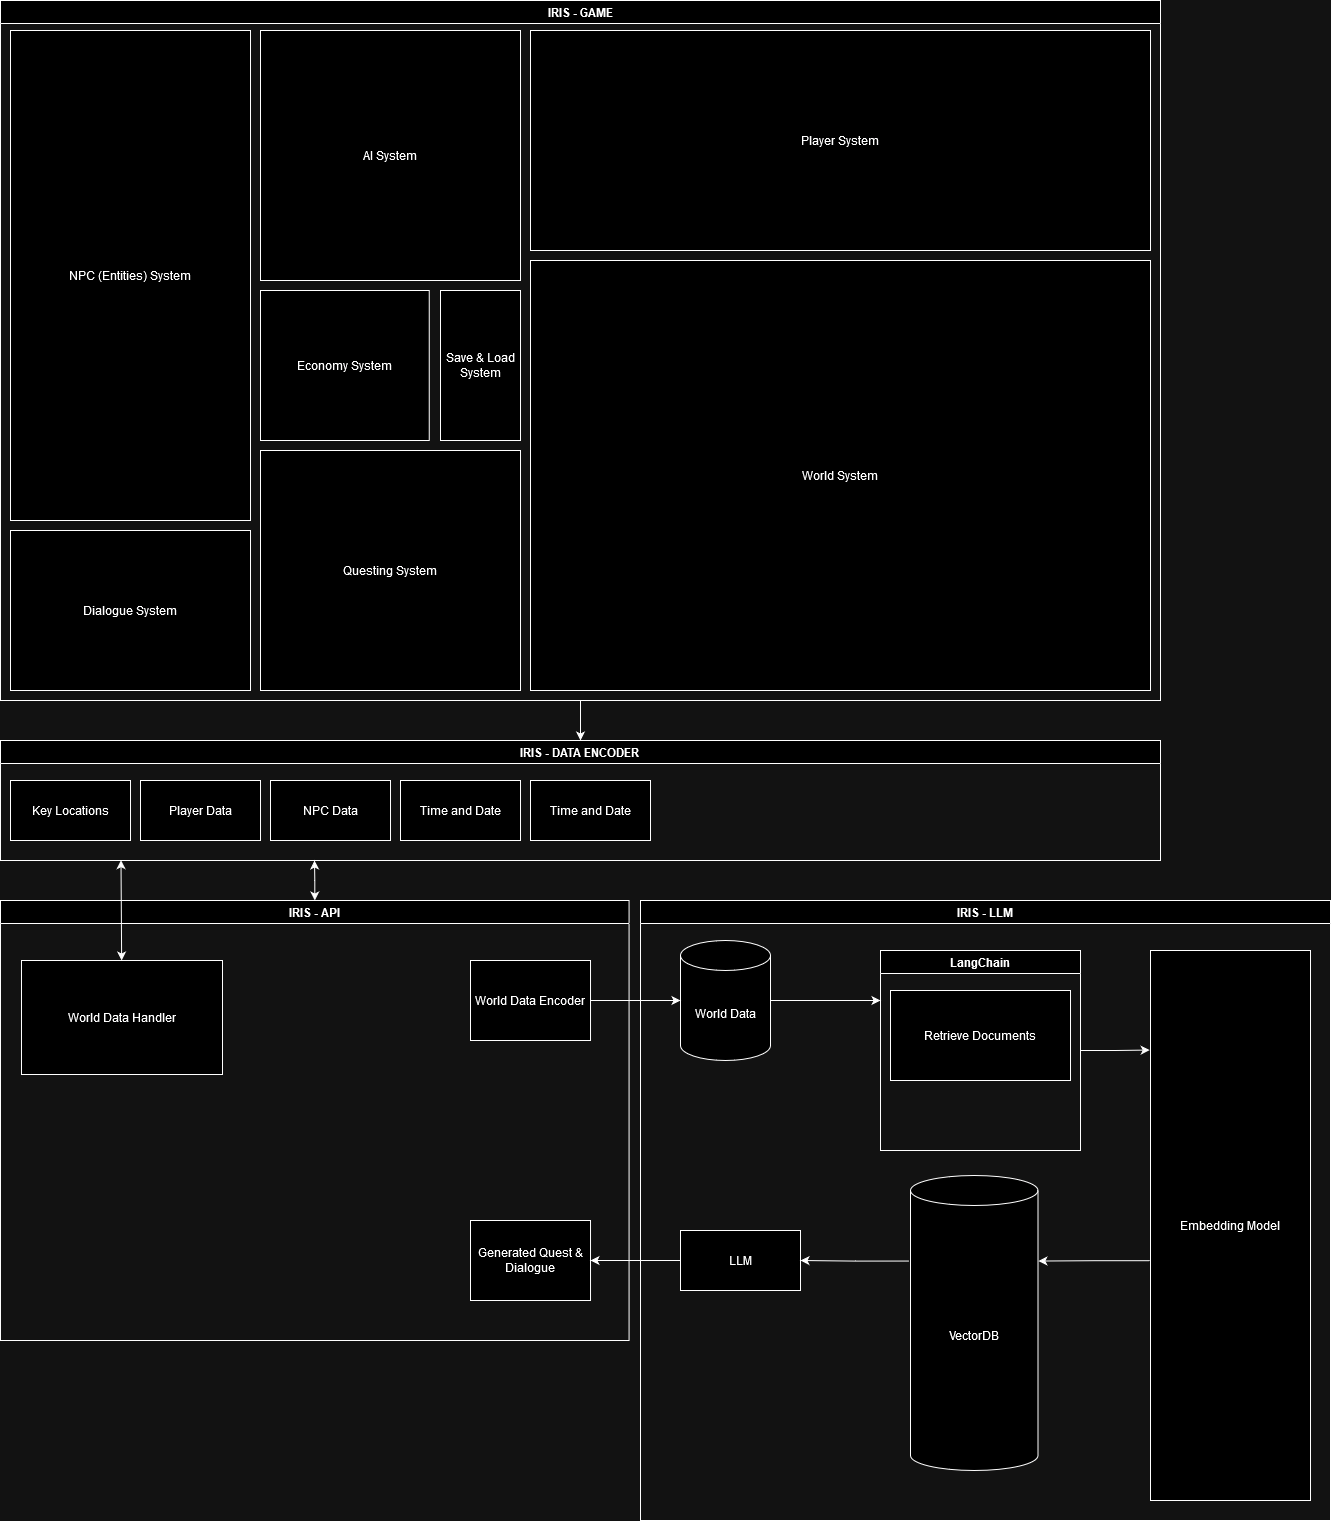 IRIS - GAME
NPC (Entities) System
AI System
Player System
Economy System
Save & Load
System
World System
Questing System
Dialogue System
IRIS - DATA ENCODER
Key Locations
Player Data
NPC Data
Time and Date
Time and Date
IRIS - API
World Data Handler
World Data Encoder
Generated Quest &
Dialogue
IRIS - LLM
World Data
LangChain
Retrieve Documents
Embedding Model
VectorDB
LLM